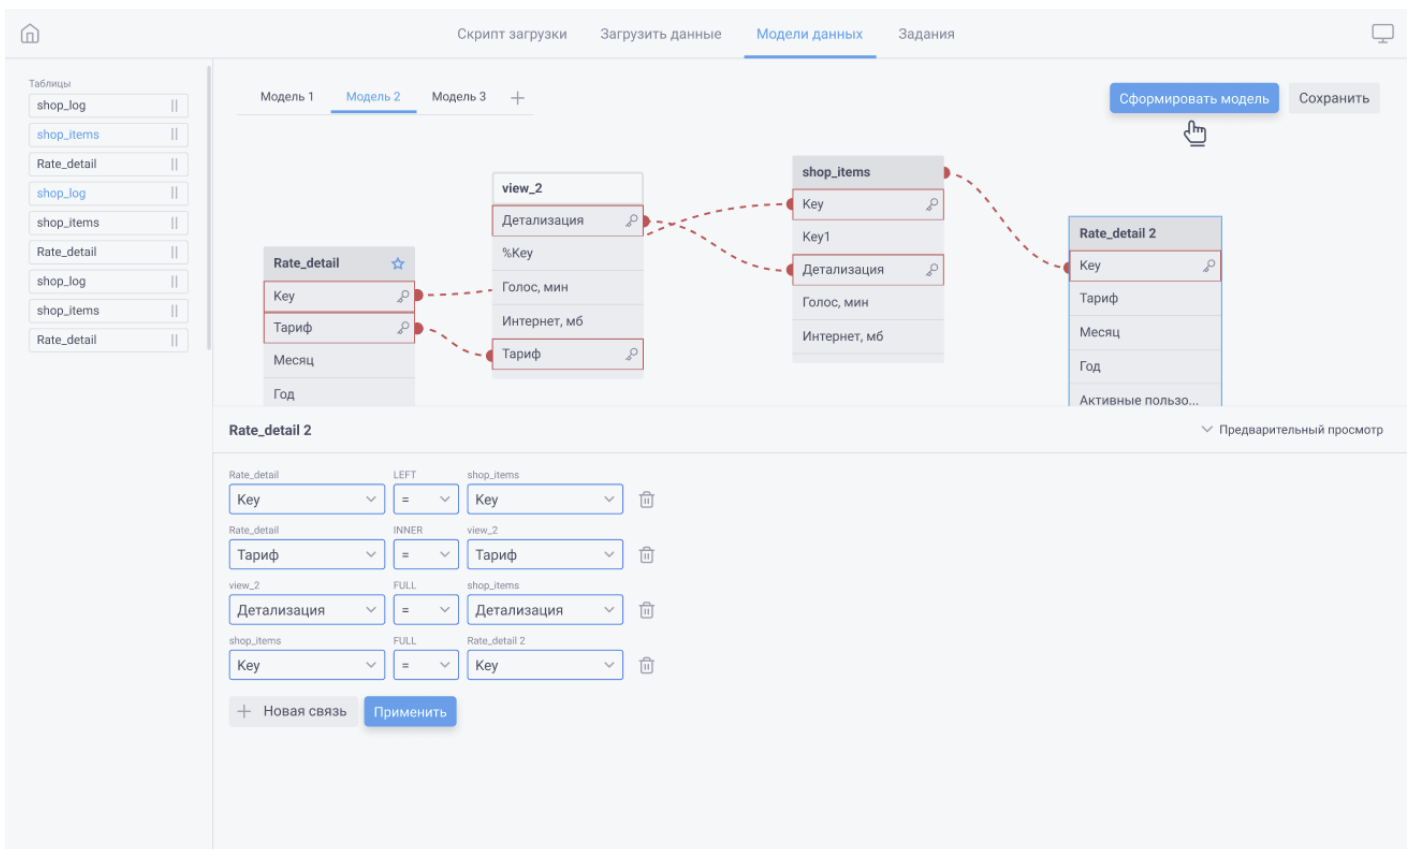 Скрипт загрузки
Загрузить данные
Модели данных
Задания
Таблицы
shop_log
shop_items
Rate_detail
shop_log
shop_items
Rate_detail
shop_log
shop_items
Rate_detail
Модель 1
Модель 2
Модель 3
Сформировать модель
Сохранить
Rate_detail
Key
Тариф
Месяц
Год
view_2
Детализация
%Key
Голос, мин
Интернет, мб
Тариф
shop_items
Key
Key1
Детализация
Голос, мин
Интернет, мб
Rate_detail 2
Key
Тариф
Месяц
Год
Активные пользо...
Rate_detail 2
Предварительный просмотр
Rate_detail LEFT shop_items
Key = Key
Rate_detail INNER view_2
Тариф = Тариф
view_2 FULL shop_items
Детализация = Детализация
shop_items FULL Rate_detail 2
Key = Key
Новая связь
Применить